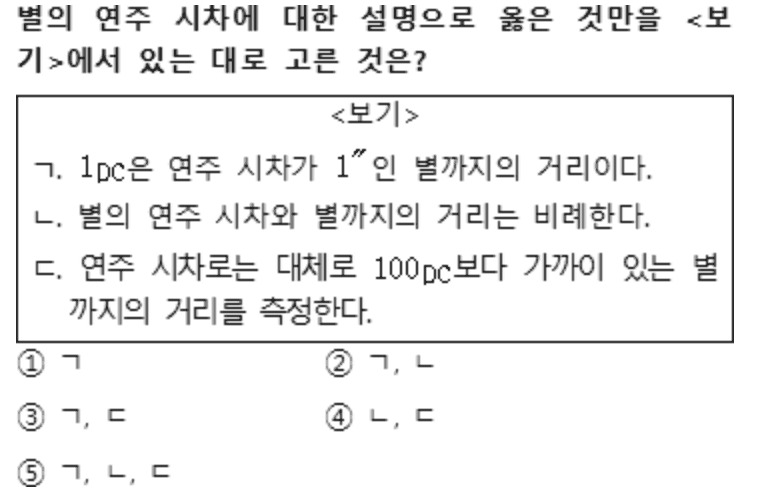 별의 연주 시차에 대한 설명으로 옳은 것만을 <보
기>에서 있는 대로 고른 것은?
<보기>
ㄱ. 1pc은 연주 시차가 1″인 별까지의 거리이다.
ㄴ. 별의 연주 시차와 별까지의 거리는 비례한다.
ㄷ. 연주 시차로는 대체로 100pc보다 가까이 있는 별
까지의 거리를 측정한다.
① ㄱ ② ㄱ, ㄴ
③ ㄱ, ㄷ ④ ㄴ, ㄷ
⑤ ㄱ, ㄴ, ㄷ